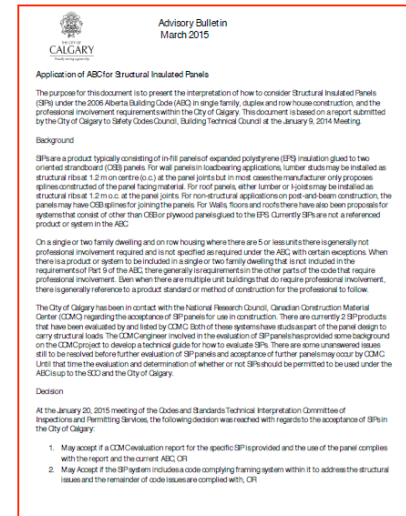 THE CITY OF
CALGARY
Advisory Bulletin
March 2015
Application of ABC for Structural Insulated Panels
The purpose for this document is to present the interpretation of how to consider Structural Insulated Panels
(SIPs) under the 2006 Alberta Building Code (ABC) in single family, duplex and row house construction, and the
professional involvement requirements within the City of Calgary. This document is based on a report submitted
by the City of Calgary to Safety Codes Council, Building Technical Council at the January 9, 2014 Meeting.
Background
SIPs are a product typically consisting of in-fill panels of expanded polystyrene (EPS) insulation glued to two
oriented strandboard (OSB) panels. For wall panels in loadbearing applications, lumber studs may be installed as
structural ribs at 1.2 m on centre (o.c.) at the panel joints but in most cases the manufacturer only proposes
splines constructed of the panel facing material. For roof panels, either lumber or I-joists may be installed as
structural ribs at 1.2 m o.c. at the panel joints. For non-structural applications on post-and-beam construction, the
panels may have OSB splines for joining the panels. For Walls, floors and roofs there have also been proposals for
systems that consist of other than OSB or plywood panels glued to the EPS. Currently SIPs are not a referenced
product or system in the ABC
On a single or two family dwelling and on row housing where there are 5 or less units there is generally not
professional involvement required and is not specified as required under the ABC, with certain exceptions. When
there is a product or system to be included in a single or two family dwelling that is not included in the
requirements of Part 9 of the ABC, there generally is requirements in the other parts of the code that require
professional involvement. Even when there are multiple unit buildings that do require professional involvement,
there is generally reference to a product standard or method of construction for the professional to follow.
The City of Calgary has been in contact with the National Research Council, Canadian Construction Material
Center (CCMC) regarding the acceptance of SIP panels for use in construction. There are currently 2 SIP products
that have been evaluated by and listed by CCMC. Both of these systems have studs as part of the panel design to
carry structural loads. The CCMC engineer involved in the evaluation of SIP panels has provided some background
on the CCMC project to develop a technical guide for how to evaluate SIPs. There are some unanswered issues
still to be resolved before further evaluation of SIP panels and acceptance of further panels may occur by CCMC.
Until that time the evaluation and determination of whether or not SIPs should be permitted to be used under the
ABC is up to the SCO and the City of Calgary.
Decision
At the January 20, 2015 meeting of the Codes and Standards Technical Interpretation Committee of
Inspections and Permitting Services, the following decision was reached with regards to the acceptance of SIPs in
the City of Calgary:
1. May accept if a CCMC evaluation report for the specific SIP is provided and the use of the panel complies
with the report and the current ABC, OR
2. May Accept if the SIP system includes a code complying framing system within it to address the structural
issues and the remainder of code issues are complied with, OR